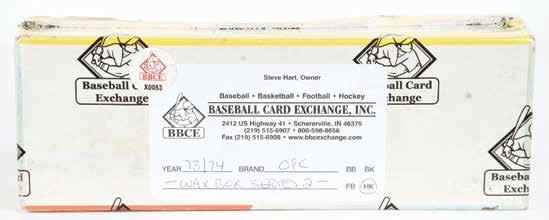 Baseball Card
Exchange
BBCE
X0053
Steve Hart, Owner
Baseball • Basketball • Football • Hockey
BASEBALL CARD EXCHANGE, INC.
BBCE
2412 US Highway 41 • Schererville, IN 46375
(219) 515-6907 • 800-598-8656
Fax (219) 515-6908 • www.bbcexchange.com
YEAR 73/74 BRAND OPC BB BK
- WAX BOX SERIES 2 - FB HK
Baseball Card
Exchange